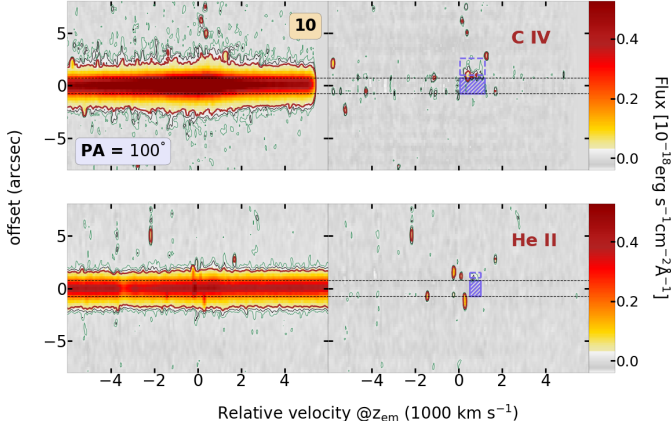 10
C IV
5
0
−5
PA = 100°
0.4
0.2
0.0
He II
5
0
−5
0.4
0.2
0.0
−4 −2 0 2 4 −4 −2 0 2 4
offset (arcsec)
Relative velocity @z_em (1000 km s⁻¹)
Flux [10⁻¹⁸erg s⁻¹cm⁻²Å⁻¹]